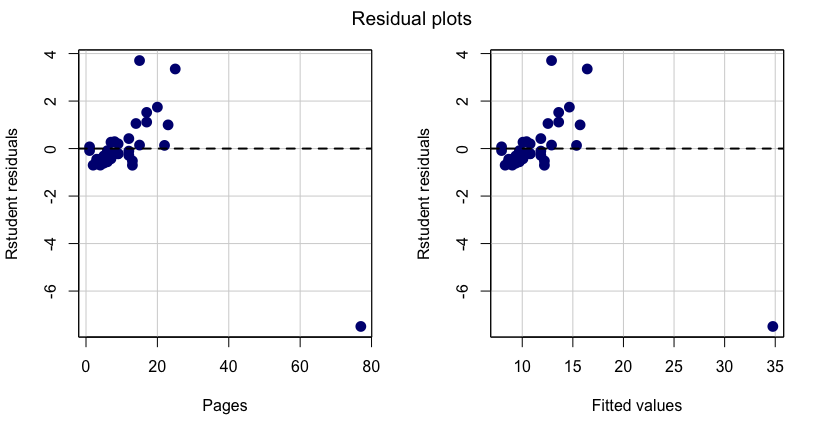 Residual plots
4
2
0
-2
-4
-6
Rstudent residuals
0 20 40 60 80
Pages
4
2
0
-2
-4
-6
Rstudent residuals
10 15 20 25 30 35
Fitted values